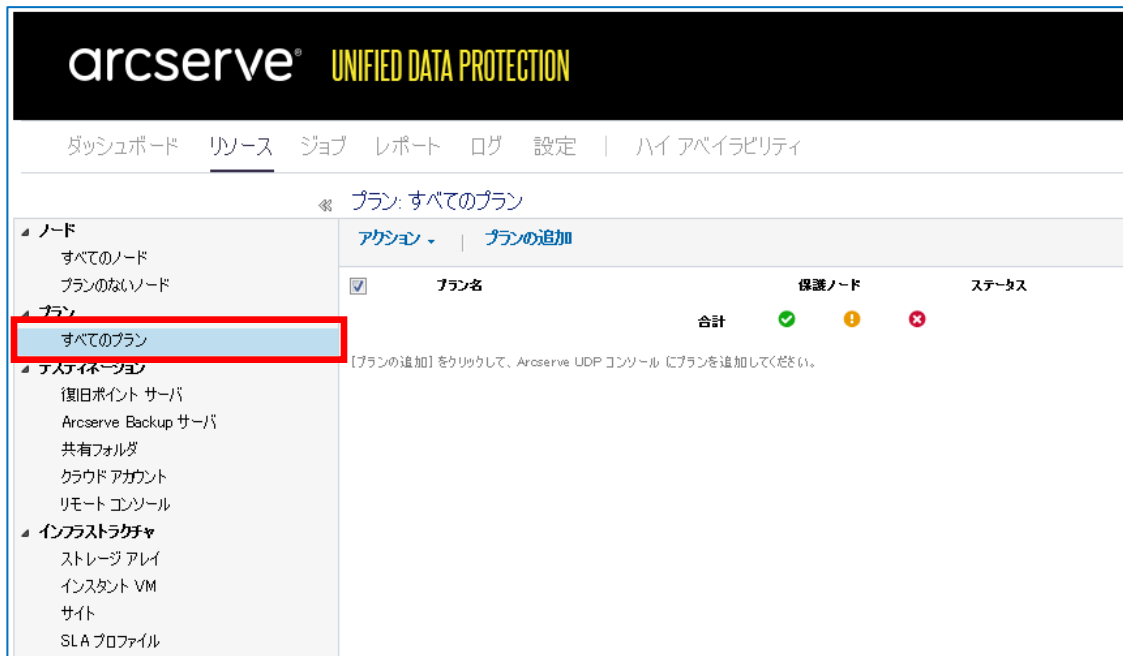 arcserve® UNIFIED DATA PROTECTION
ダッシュボード リソース ジョブ レポート ログ 設定 | ハイ アベイラビリティ
プラン: すべてのプラン
アクション | プランの追加
ノード
すべてのノード
プランのないノード
プラン
すべてのプラン
デスティネーション
復旧ポイント サーバ
Arcserve Backup サーバ
共有フォルダ
クラウド アカウント
リモート コンソール
インフラストラクチャ
ストレージ アレイ
インスタント VM
サイト
SLA プロファイル
プラン名 保護ノード ステータス
合計
[プランの追加] をクリックして、Arcserve UDP コンソール にプランを追加してください。